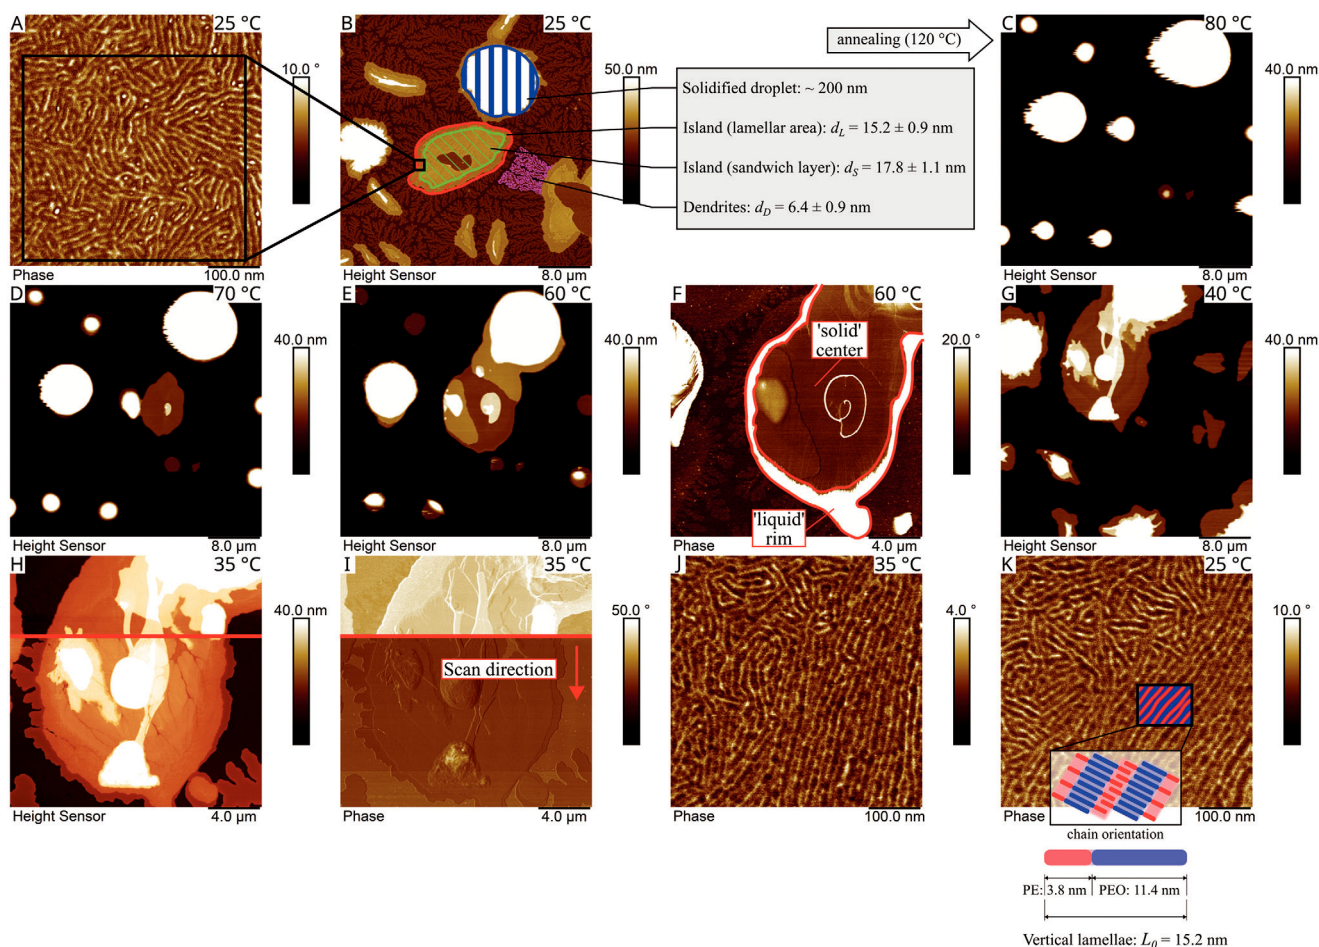 A
25 °C
10.0 °
Phase
100.0 nm
B
25 °C
50.0 nm
Height Sensor
8.0 µm
annealing (120 °C)
Solidified droplet: ~ 200 nm
Island (lamellar area): dL = 15.2 ± 0.9 nm
Island (sandwich layer): dS = 17.8 ± 1.1 nm
Dendrites: dD = 6.4 ± 0.9 nm
C
80 °C
40.0 nm
Height Sensor
8.0 µm
D
70 °C
40.0 nm
Height Sensor
8.0 µm
E
60 °C
40.0 nm
Height Sensor
8.0 µm
F
60 °C
'solid'
center
'liquid'
rim
20.0 °
Phase
4.0 µm
G
40 °C
40.0 nm
Height Sensor
8.0 µm
H
35 °C
40.0 nm
Height Sensor
4.0 µm
I
35 °C
Scan direction
50.0 °
Phase
4.0 µm
J
35 °C
4.0 °
Phase
100.0 nm
K
25 °C
10.0 °
Phase
100.0 nm
chain orientation
PE: 3.8 nm
PEO: 11.4 nm
Vertical lamellae: L0 = 15.2 nm